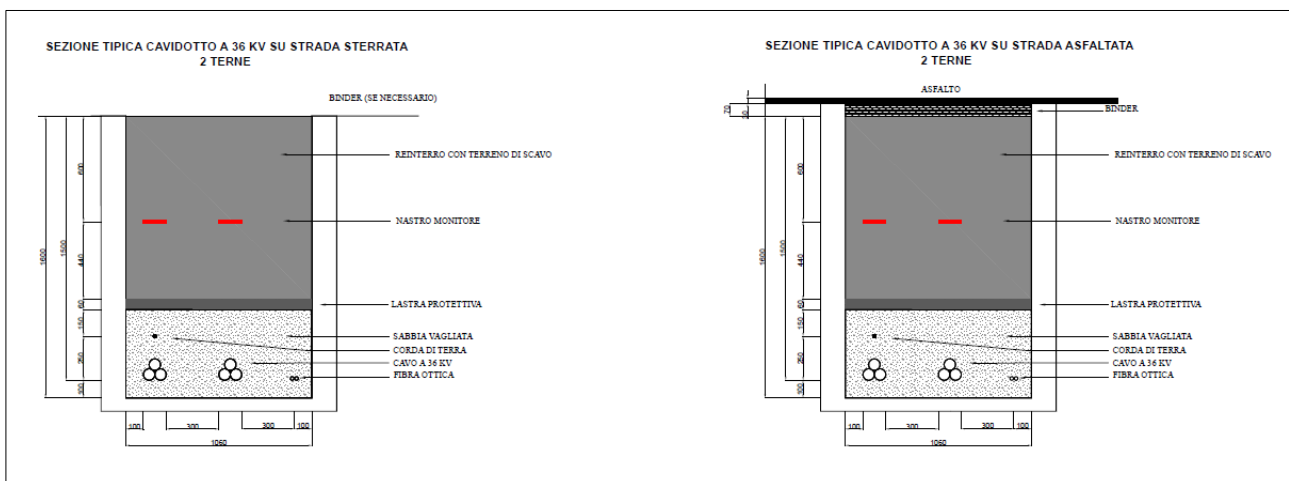 SEZIONE TIPICA CAVIDOTTO A 36 KV SU STRADA STERRATA
2 TERNE
BINDER (SE NECESSARIO)
REINTERRO CON TERRENO DI SCAVO
NASTRO MONITORE
LASTRA PROTETTIVA
SABBIA VAGLIATA
CORDA DI TERRA
CAVO A 36 KV
FIBRA OTTICA
1600
1500
600
440
60
150
250
100
100
300
300
100
1060
SEZIONE TIPICA CAVIDOTTO A 36 KV SU STRADA ASFALTATA
2 TERNE
ASFALTO
BINDER
REINTERRO CON TERRENO DI SCAVO
NASTRO MONITORE
LASTRA PROTETTIVA
SABBIA VAGLIATA
CORDA DI TERRA
CAVO A 36 KV
FIBRA OTTICA
70
1600
1500
600
440
60
150
250
100
100
300
300
100
1060